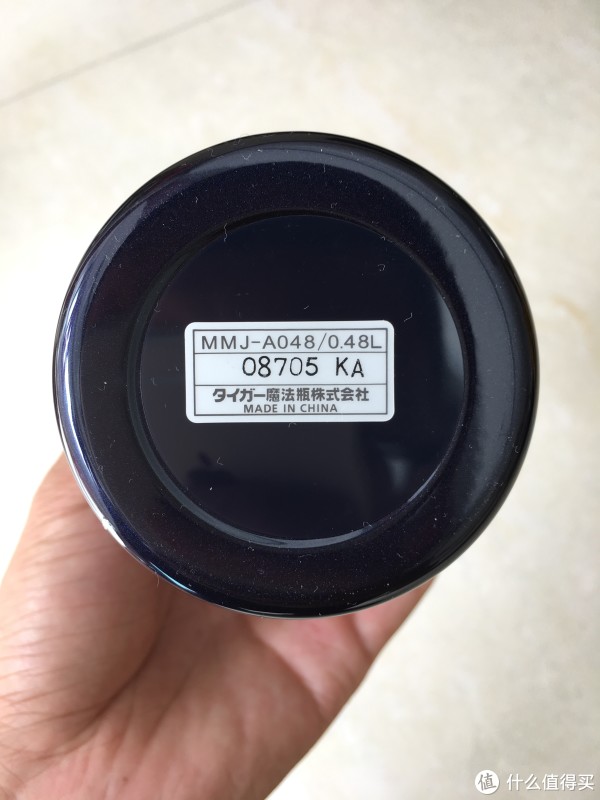 MMJ-A048/0.48L
08705 KA
タイガー魔法瓶株式会社
MADE IN CHINA
值 什么值得买